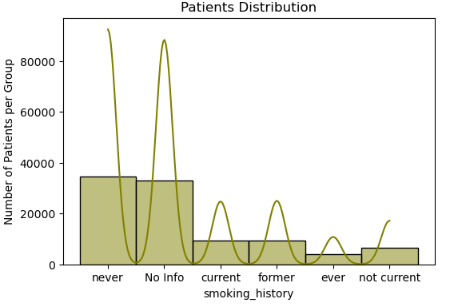 Patients Distribution
Number of Patients per Group
80000
60000
40000
20000
0
never No Info current former ever not current
smoking_history